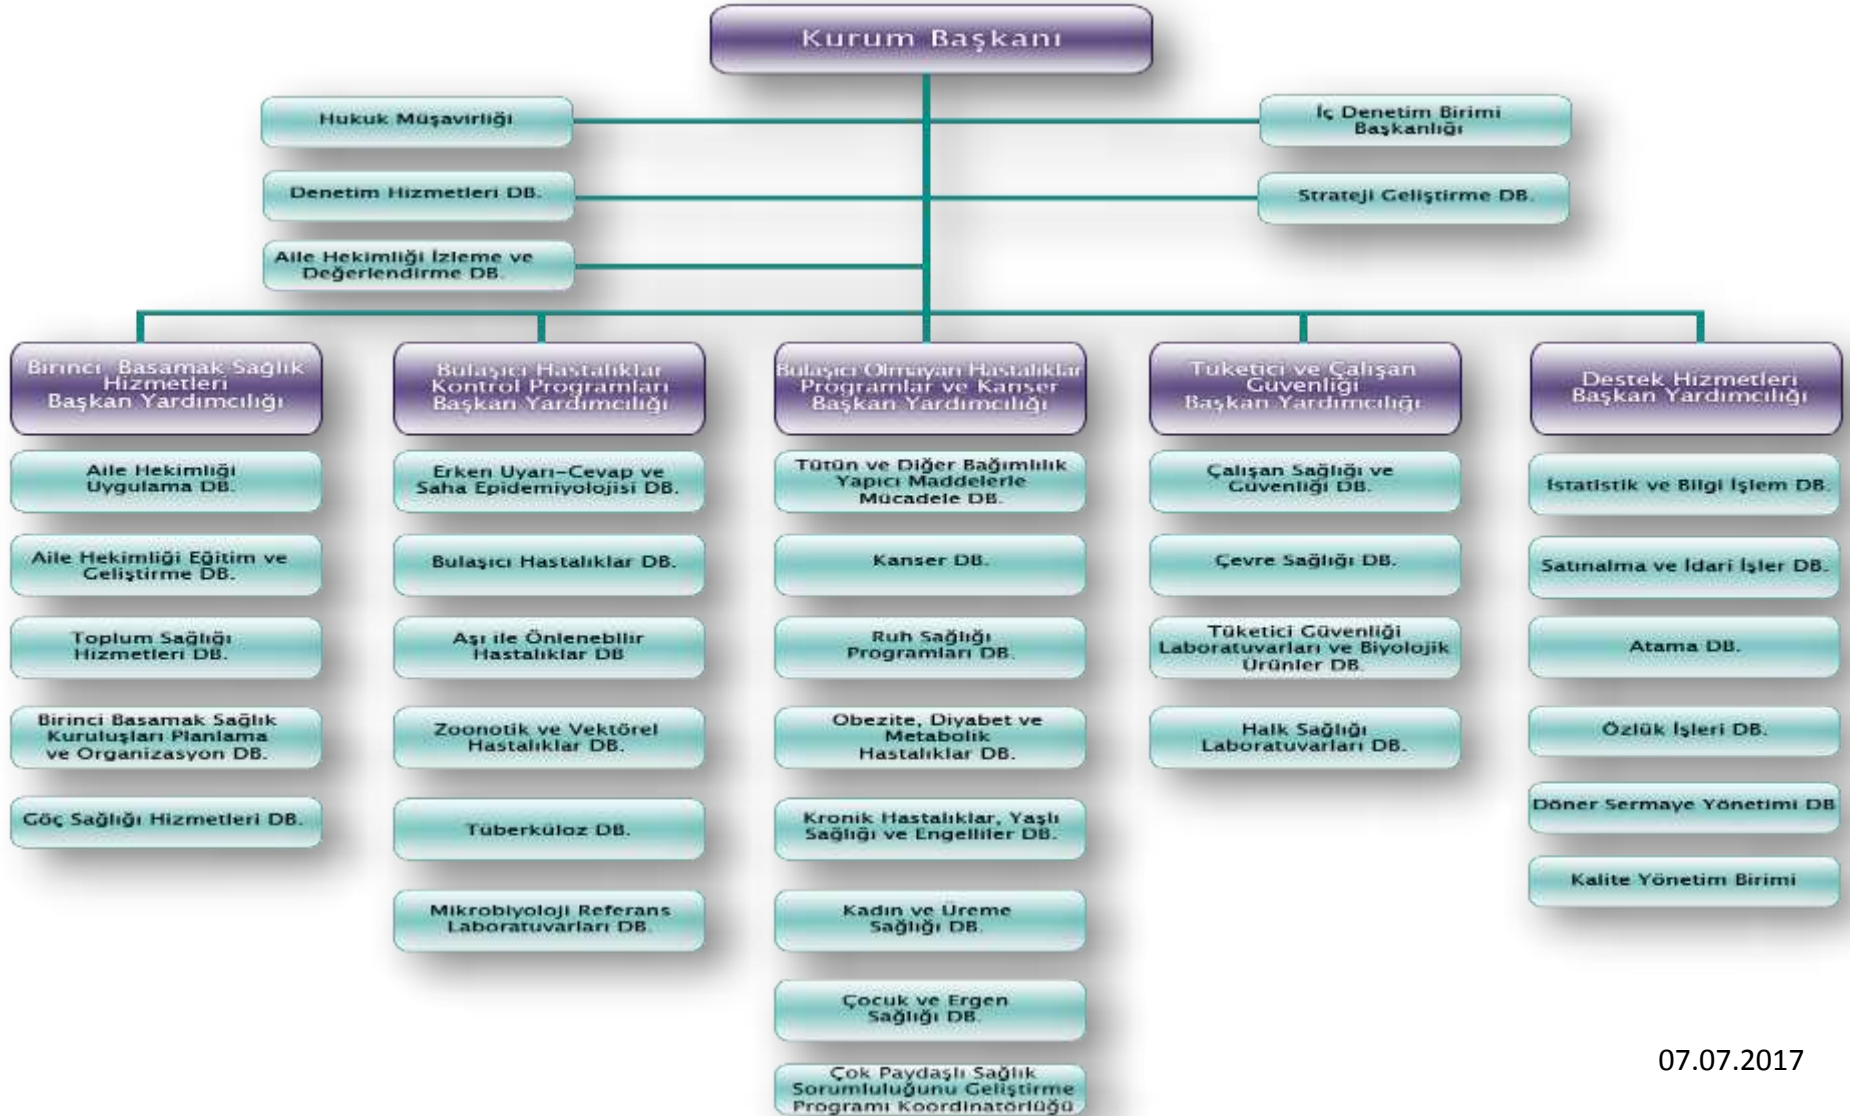 Kurum Başkanı
Hukuk Müşavirliği
İç Denetim Birimi
Başkanlığı
Denetim Hizmetleri DB.
Strateji Geliştirme DB.
Aile Hekimliği İzleme ve
Değerlendirme DB.
Birinci Basamak Sağlık
Hizmetleri
Başkan Yardımcılığı
Aile Hekimliği
Uygulama DB.
Aile Hekimliği Eğitim ve
Geliştirme DB.
Toplum Sağlığı
Hizmetleri DB.
Birinci Basamak Sağlık
Kuruluşları Planlama
ve Organizasyon DB.
Göç Sağlığı Hizmetleri DB.
Bulaşıcı Hastalıklar
Kontrol Programları
Başkan Yardımcılığı
Erken Uyarı-Cevap ve
Saha Epidemiyolojisi DB.
Bulaşıcı Hastalıklar DB.
Aşı ile Önlenebilir
Hastalıklar DB
Zoonotik ve Vektörel
Hastalıklar DB.
Tüberküloz DB.
Mikrobiyoloji Referans
Laboratuvarları DB.
Bulaşıcı Olmayan Hastalıklar
Programlar ve Kanser
Başkan Yardımcılığı
Tütün ve Diğer Bağımlılık
Yapıcı Maddelerle
Mücadele DB.
Kanser DB.
Ruh Sağlığı
Programları DB.
Obezite, Diyabet ve
Metabolik
Hastalıklar DB.
Kronik Hastalıklar, Yaşlı
Sağlığı ve Engelliler DB.
Kadın ve Üreme
Sağlığı DB.
Çocuk ve Ergen
Sağlığı DB.
Çok Paydaşlı Sağlık
Sorumluluğunu Geliştirme
Programı Koordinatörlüğü
Tüketici ve Çalışan
Güvenliği
Başkan Yardımcılığı
Çalışan Sağlığı ve
Güvenliği DB.
Çevre Sağlığı DB.
Tüketici Güvenliği
Laboratuvarları ve Biyolojik
Ürünler DB.
Halk Sağlığı
Laboratuvarları DB.
Destek Hizmetleri
Başkan Yardımcılığı
İstatistik ve Bilgi İşlem DB.
Satınalma ve İdari İşler DB.
Atama DB.
Özlük İşleri DB.
Döner Sermaye Yönetimi DB
Kalite Yönetim Birimi
07.07.2017